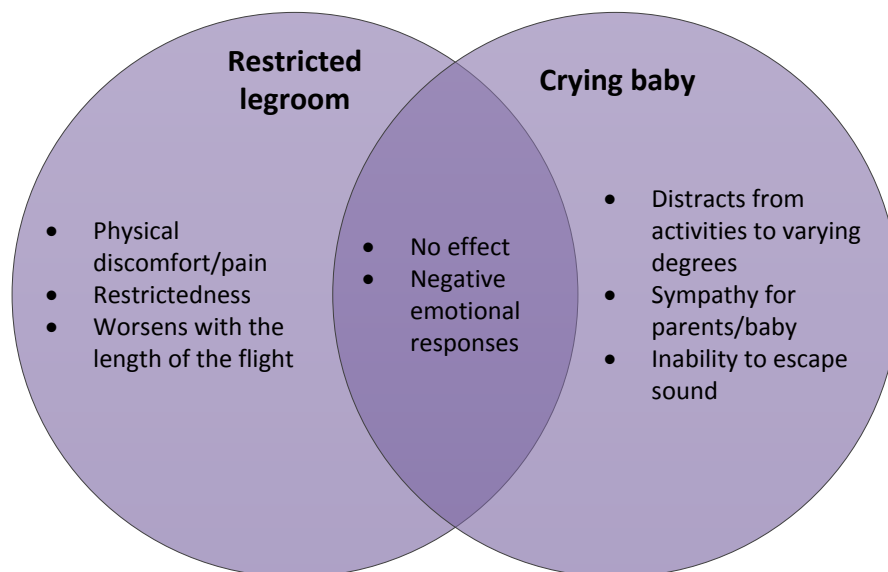 Restricted
legroom
• Physical
discomfort/pain
• Restrictedness
• Worsens with the
length of the flight
• No effect
• Negative
emotional
responses
Crying baby
• Distracts from
activities to varying
degrees
• Sympathy for
parents/baby
• Inability to escape
sound